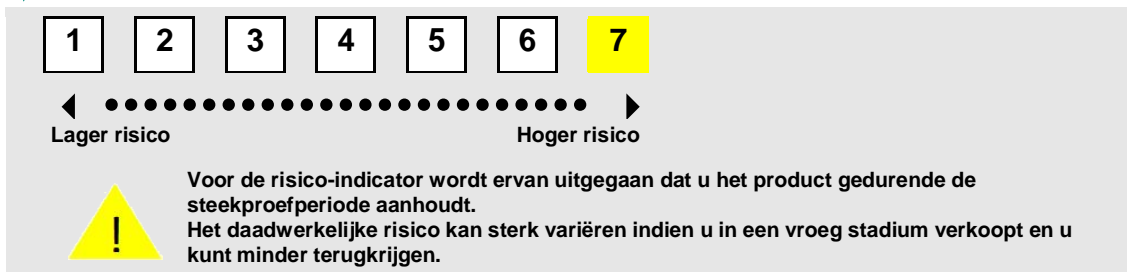 1 2 3 4 5 6 7
Lager risico Hoger risico
Voor de risico-indicator wordt ervan uitgegaan dat u het product gedurende de
steekproefperiode aanhoudt.
!
Het daadwerkelijke risico kan sterk variëren indien u in een vroeg stadium verkoopt en u
kunt minder terugkrijgen.